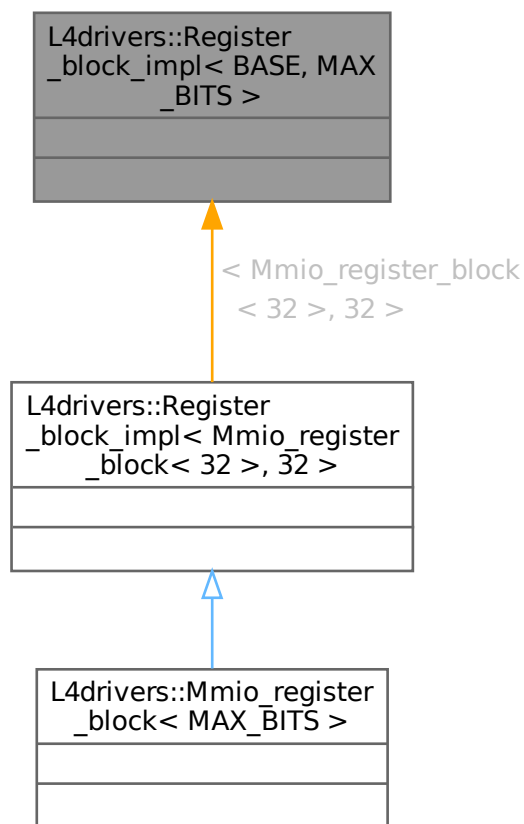 L4drivers::Register
_block_impl< BASE, MAX
_BITS >
< Mmio_register_block
< 32 >, 32 >
L4drivers::Register
_block_impl< Mmio_register
_block< 32 >, 32 >
L4drivers::Mmio_register
_block< MAX_BITS >